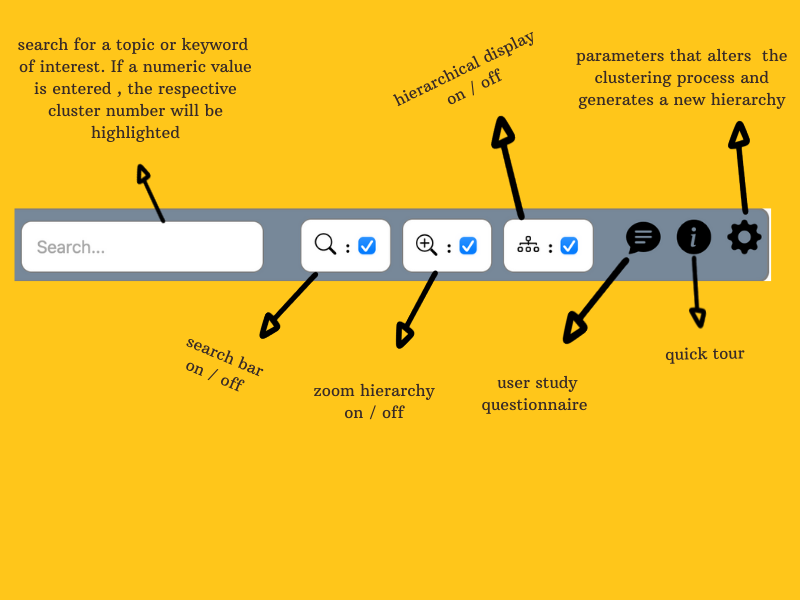 search for a topic or keyword
of interest. If a numeric value
is entered , the respective
cluster number will be
highlighted
hierarchical display
on / off
parameters that alters the
clustering process and
generates a new hierarchy
Search...
:
:
:
i
search bar
on / off
zoom hierarchy
on / off
user study
questionnaire
quick tour